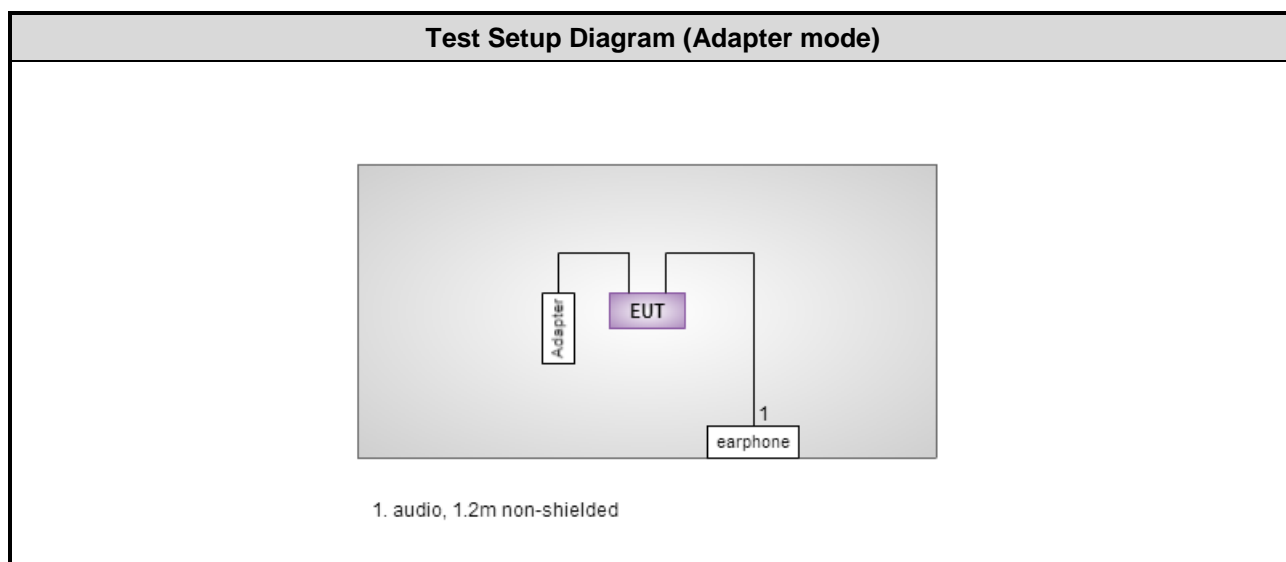 Test Setup Diagram (Adapter mode)
EUT
Adapter
1
earphone
1. audio, 1.2m non-shielded